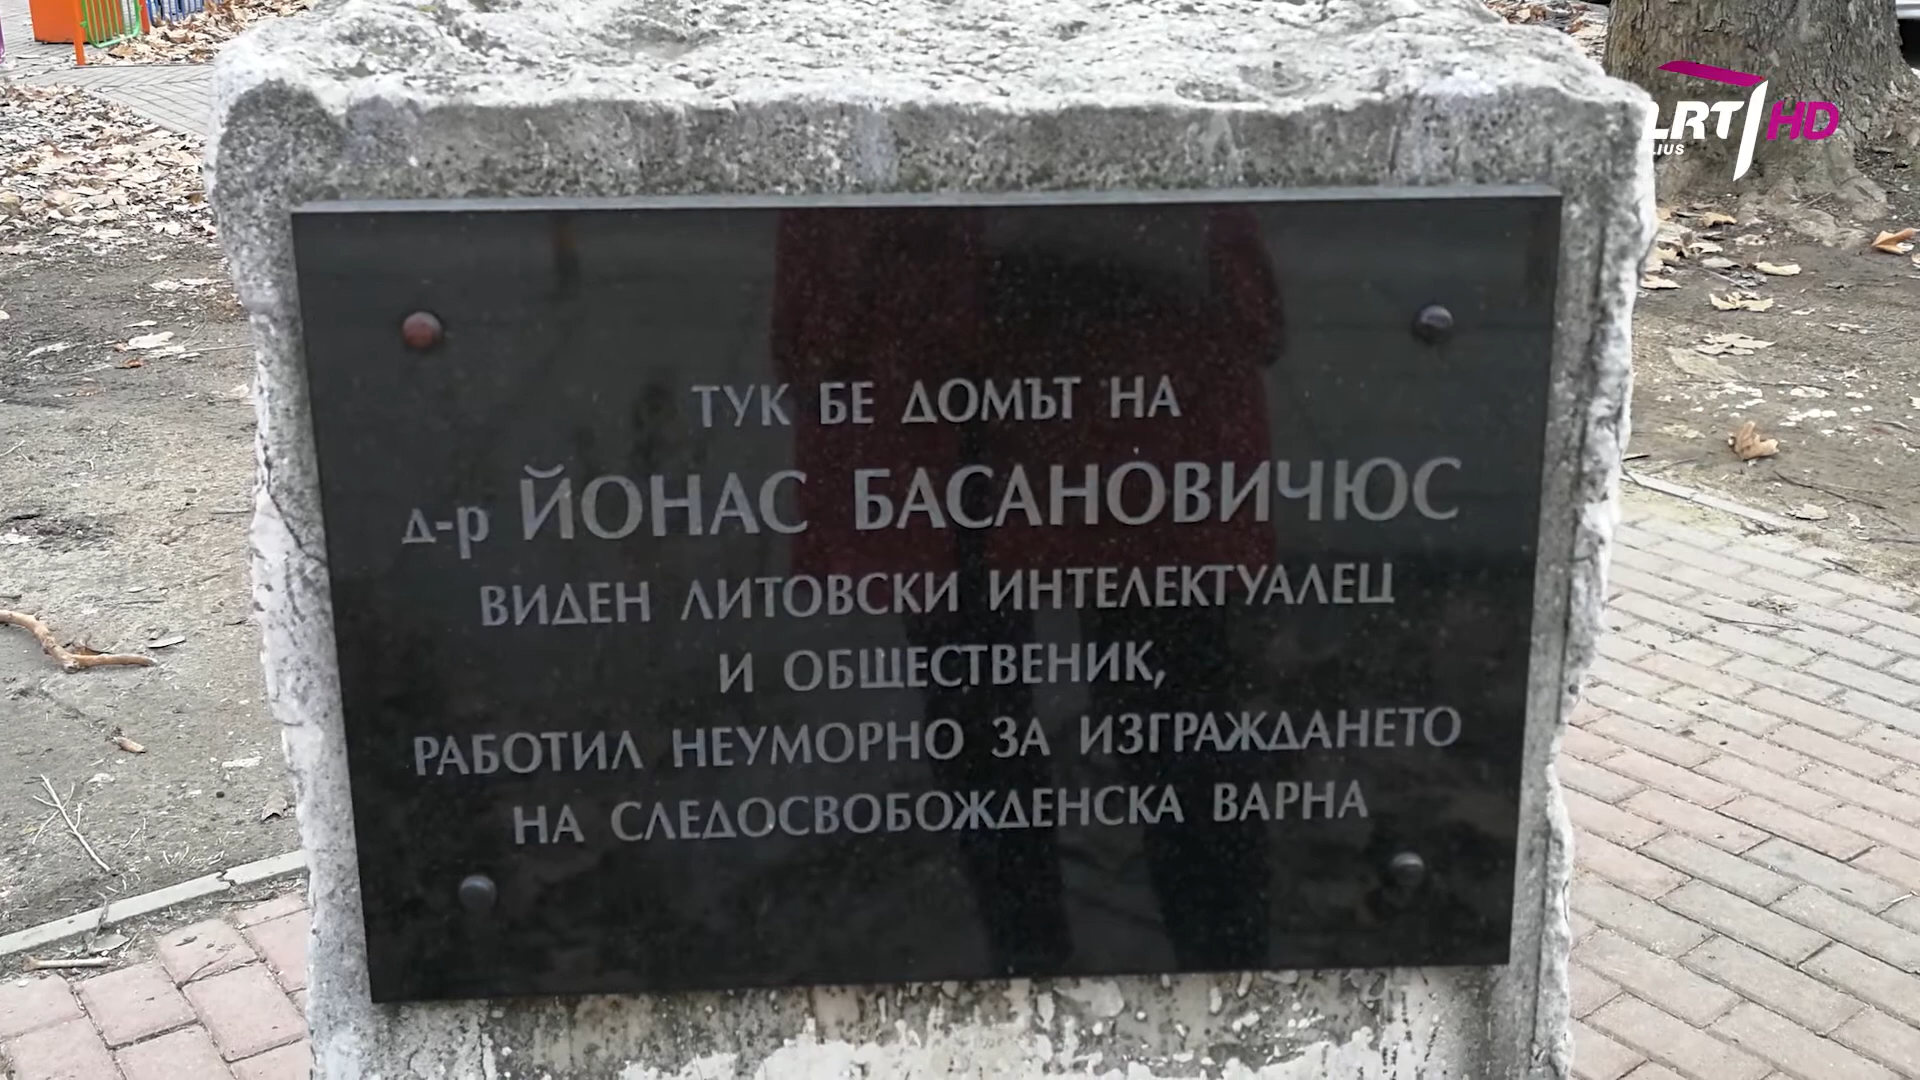 LRT HD
LIUS
ТУК БЕ ДОМЪТ НА
д-р ЙОНАС БАСАНОВИЧЮС
ВИДЕН ЛИТОВСКИ ИНТЕЛЕКТУАЛЕЦ
И ОБЩЕСТВЕНИК,
РАБОТИЛ НЕУМОРНО ЗА ИЗГРАЖДАНЕТО
НА СЛЕДОСВОБОЖДЕНСКА ВАРНА